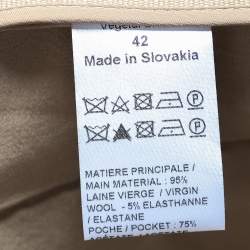 42
Made in Slovakia
MATIERE PRINCIPALE /
MAIN MATERIAL : 95%
LAINE VIERGE / VIRGIN
WOOL - 5% ELASTHANNE
/ ELASTANE
POCHE / POCKET : 75%